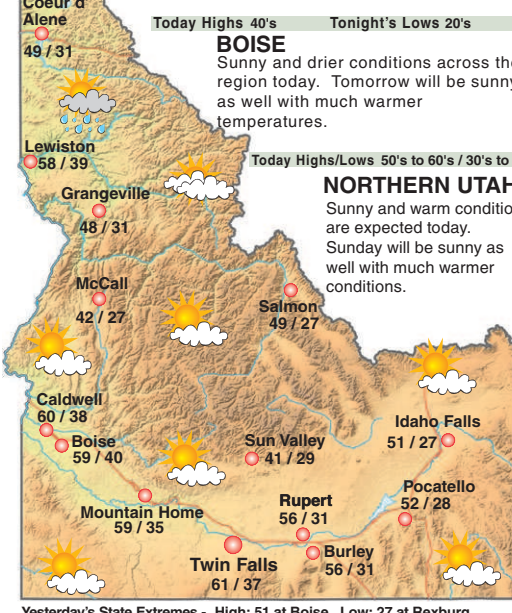 Coeur d'
Alene
49 / 31
Today Highs 40's Tonight's Lows 20's
BOISE
Sunny and drier conditions across the
region today. Tomorrow will be sunny
as well with much warmer
temperatures.
Lewiston
58 / 39
Today Highs/Lows 50's to 60's / 30's to
NORTHERN UTAH
Sunny and warm conditio
are expected today.
Sunday will be sunny as
well with much warmer
conditions.
Grangeville
48 / 31
McCall
42 / 27
Salmon
49 / 27
Caldwell
60 / 38
Boise
59 / 40
Sun Valley
41 / 29
Idaho Falls
51 / 27
Pocatello
52 / 28
Mountain Home
59 / 35
Rupert
56 / 31
Twin Falls
61 / 37
Burley
56 / 31
Yesterday's State Extremes - High: 51 at Boise Low: 27 at Rexburg